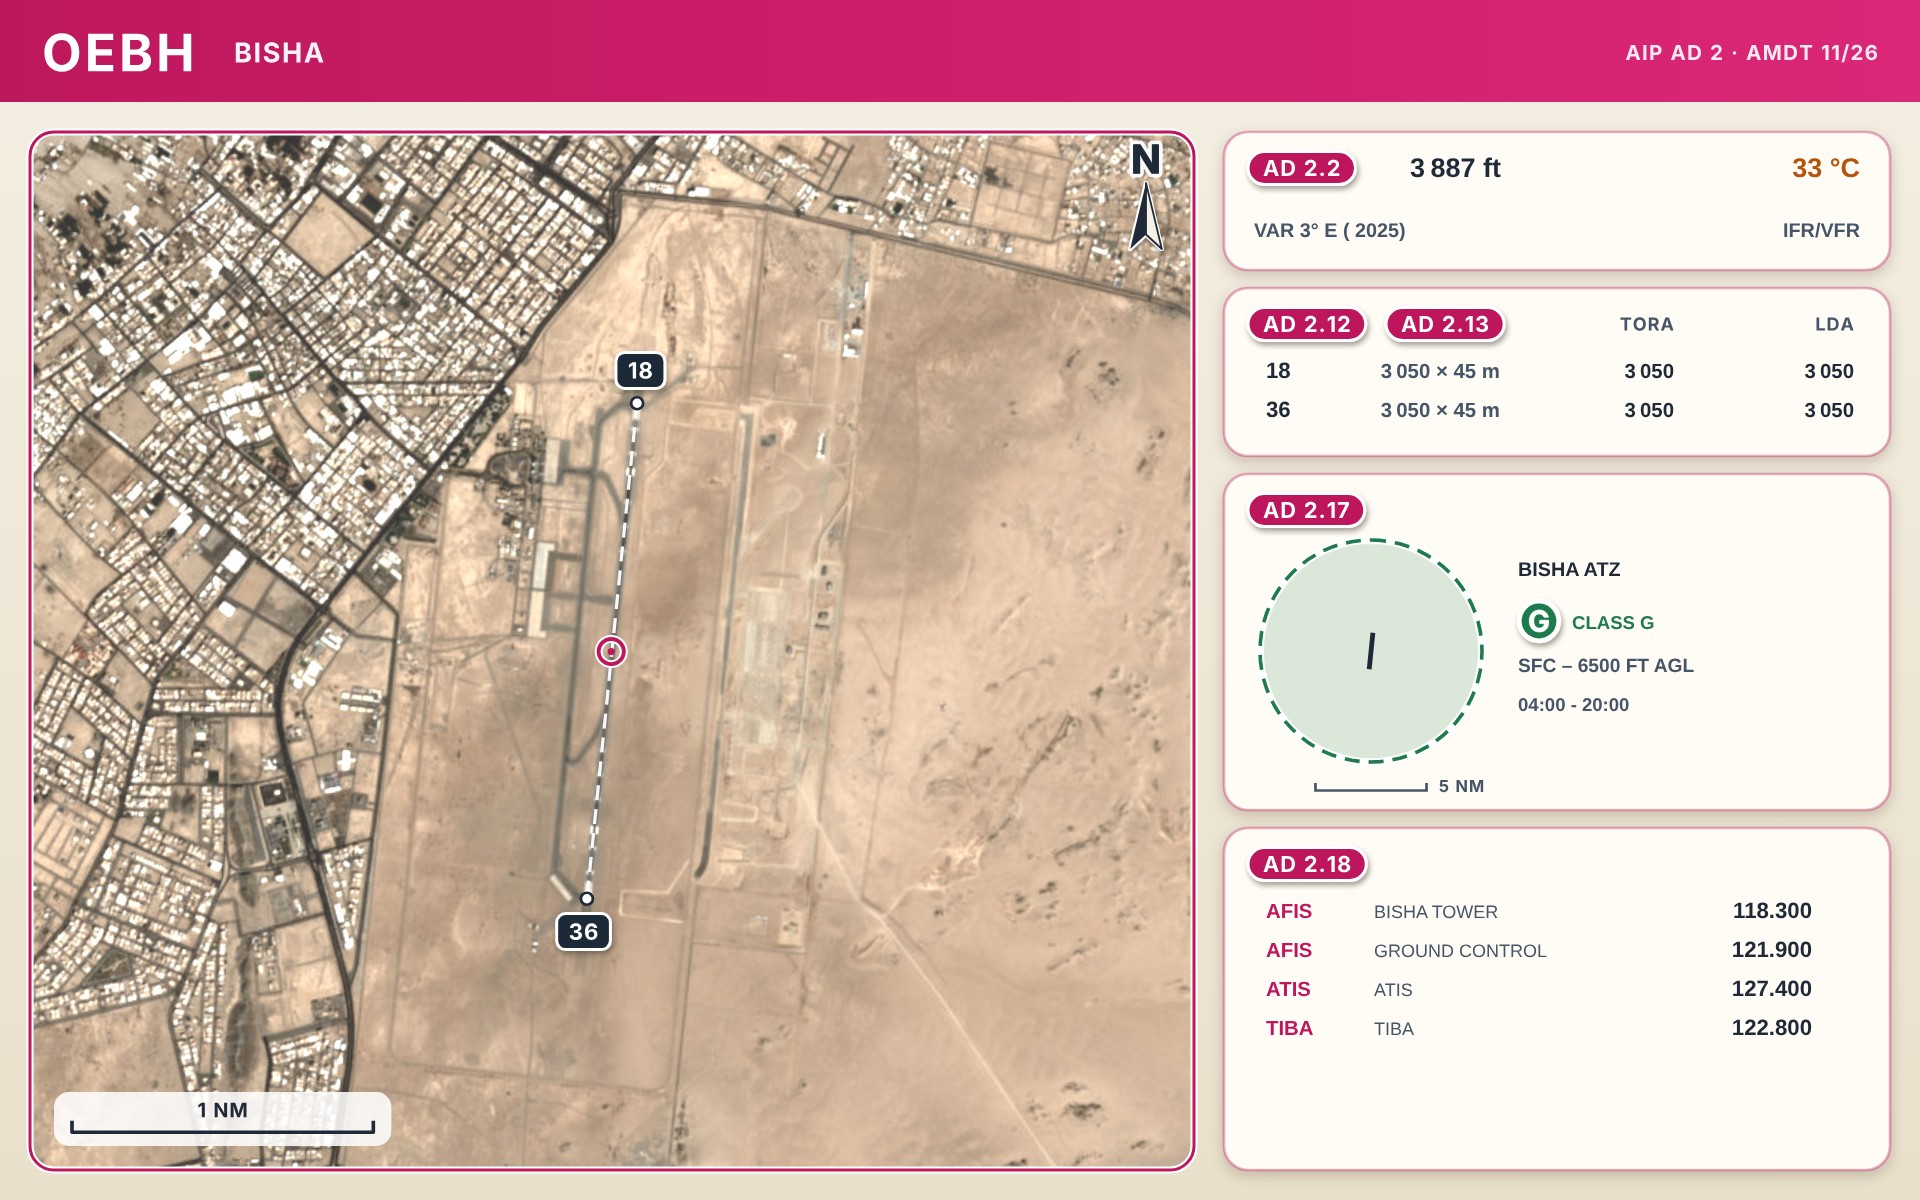 OEBH BISHA AIP AD 2 · AMDT 11/26
N
18
36
1 NM
AD 2.2 3 887 ft 33 °C
VAR 3° E ( 2025) IFR/VFR
AD 2.12 AD 2.13 TORA LDA
18 3 050 × 45 m 3 050 3 050
36 3 050 × 45 m 3 050 3 050
AD 2.17
BISHA ATZ
G CLASS G
SFC – 6500 FT AGL
04:00 - 20:00
5 NM
AD 2.18
AFIS BISHA TOWER 118.300
AFIS GROUND CONTROL 121.900
ATIS ATIS 127.400
TIBA TIBA 122.800